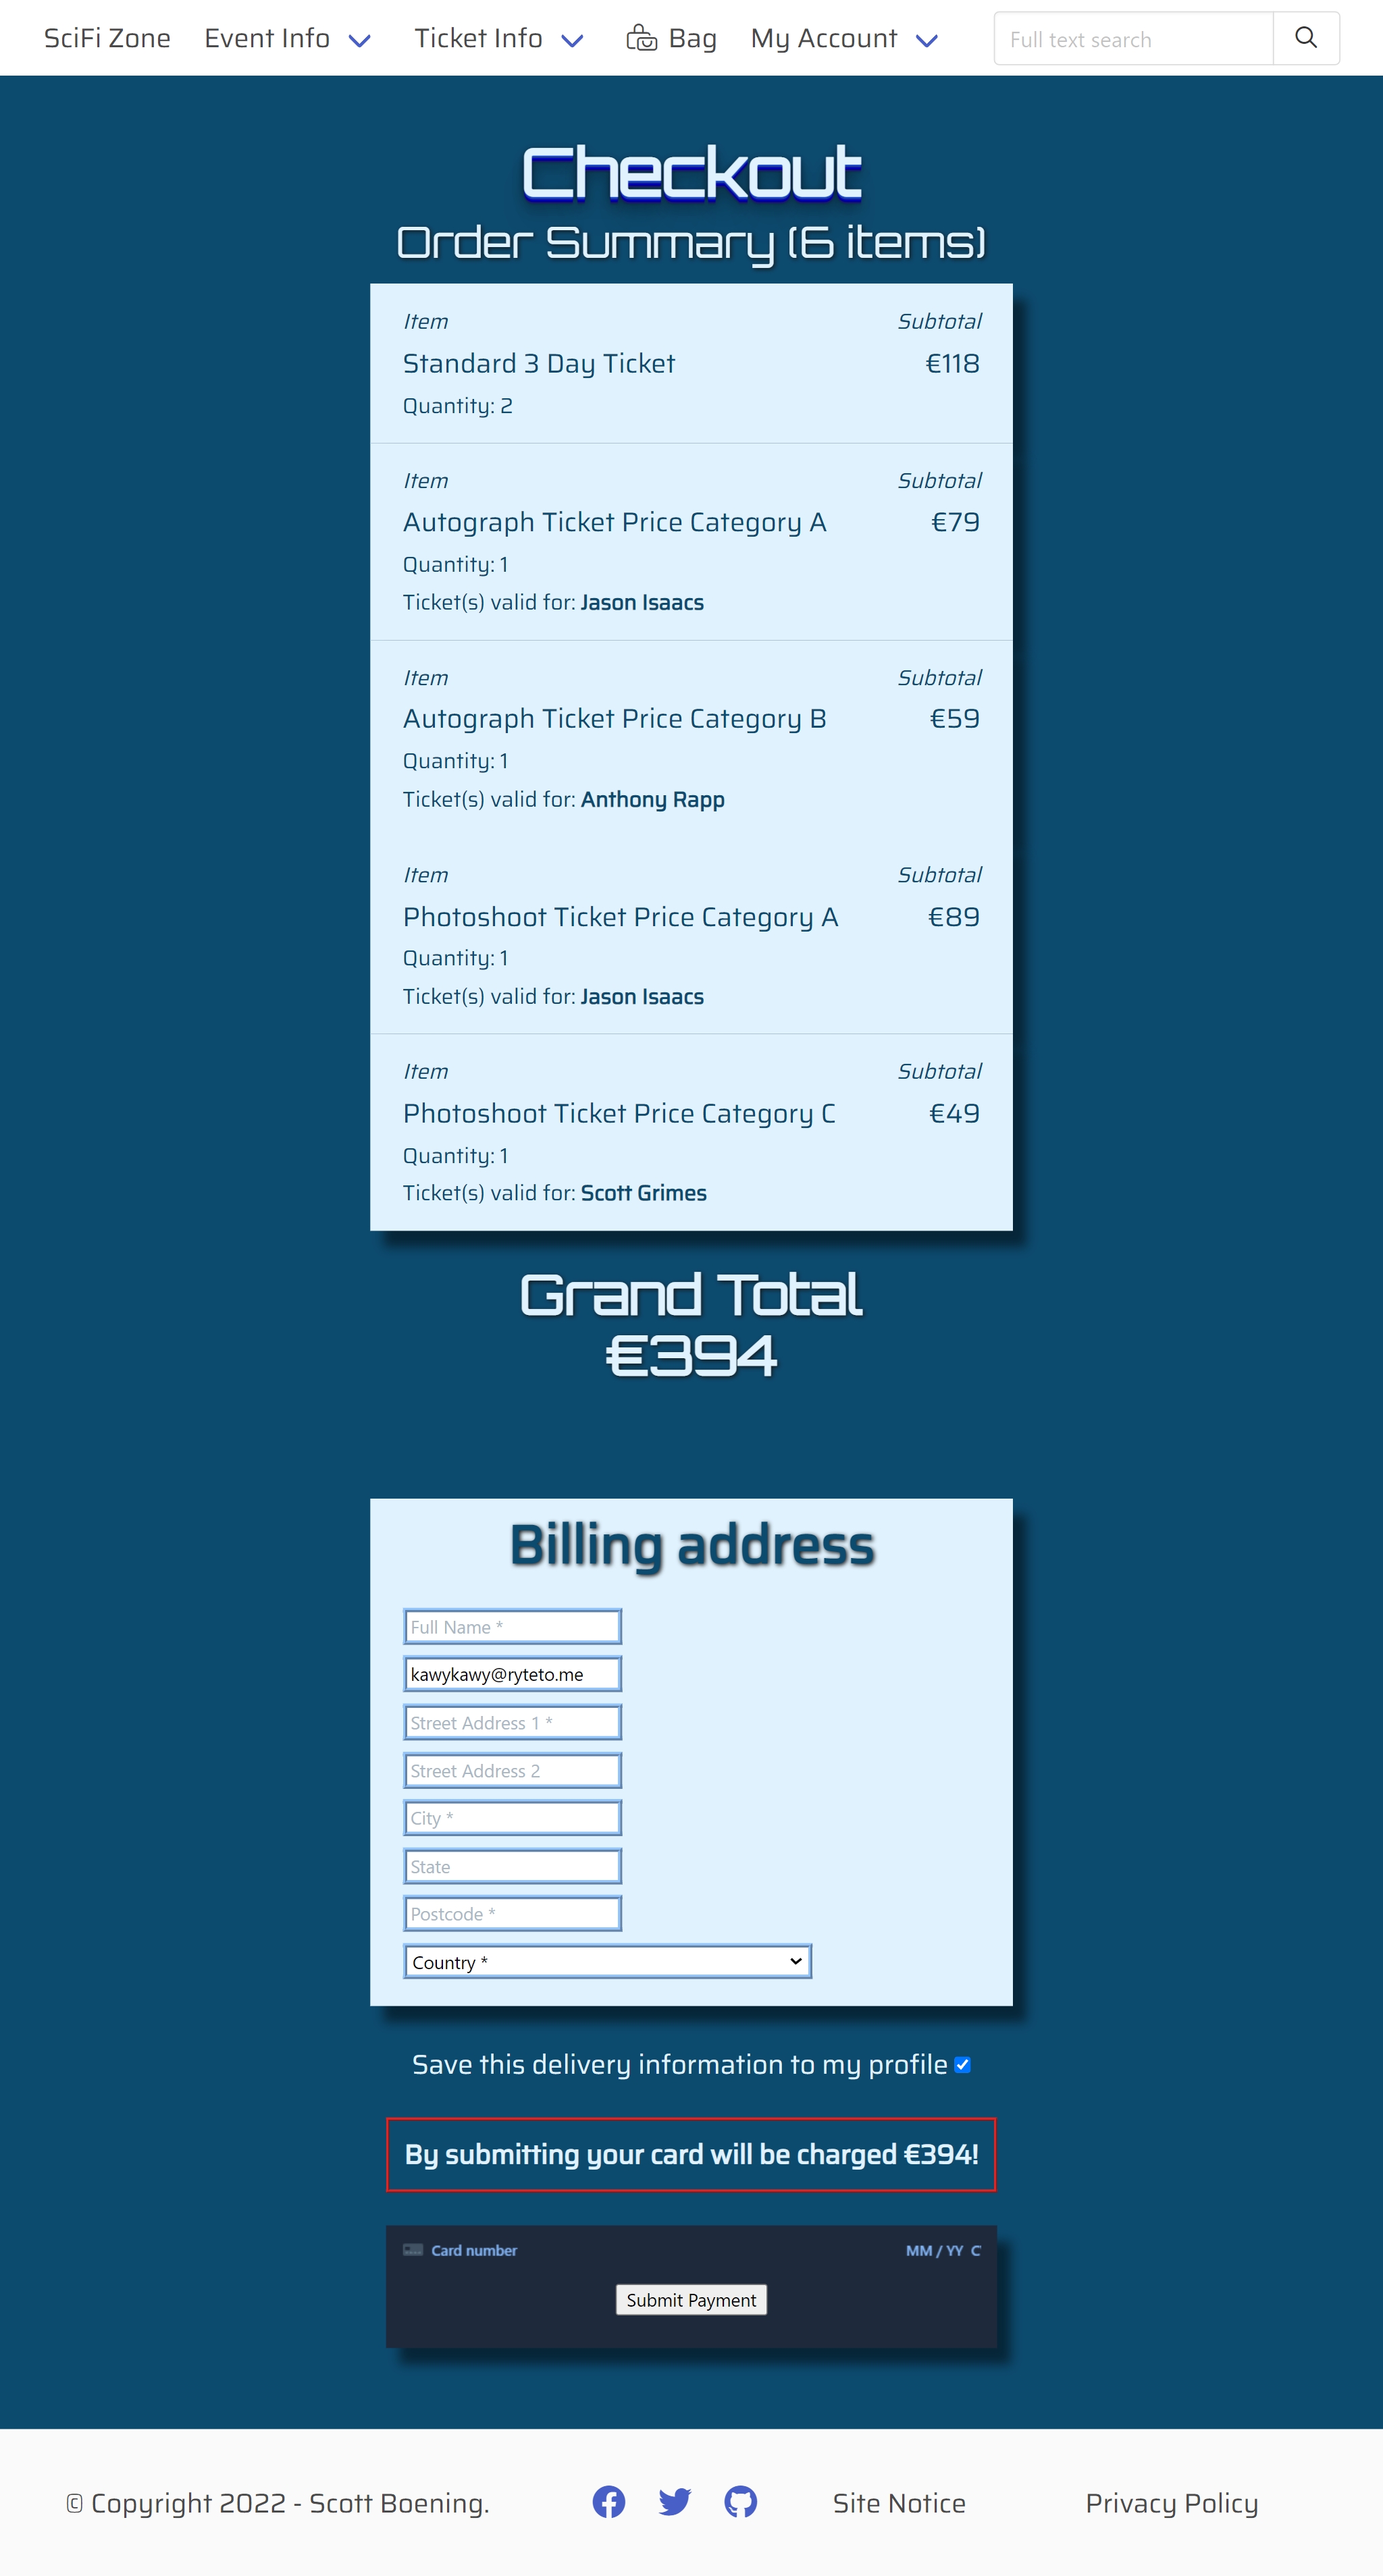 SciFi Zone Event Info Ticket Info Bag My Account Full text search
Checkout
Order Summary (6 items)
Item Subtotal
Standard 3 Day Ticket €118
Quantity: 2
Item Subtotal
Autograph Ticket Price Category A €79
Quantity: 1
Ticket(s) valid for: Jason Isaacs
Item Subtotal
Autograph Ticket Price Category B €59
Quantity: 1
Ticket(s) valid for: Anthony Rapp
Item Subtotal
Photoshoot Ticket Price Category A €89
Quantity: 1
Ticket(s) valid for: Jason Isaacs
Item Subtotal
Photoshoot Ticket Price Category C €49
Quantity: 1
Ticket(s) valid for: Scott Grimes
Grand Total
€394
Billing address
Full Name *
kawykawy@ryteto.me
Street Address 1 *
Street Address 2
City *
State
Postcode *
Country *
Save this delivery information to my profile
By submitting your card will be charged €394!
Card number MM / YY C
Submit Payment
© Copyright 2022 - Scott Boening. Site Notice Privacy Policy